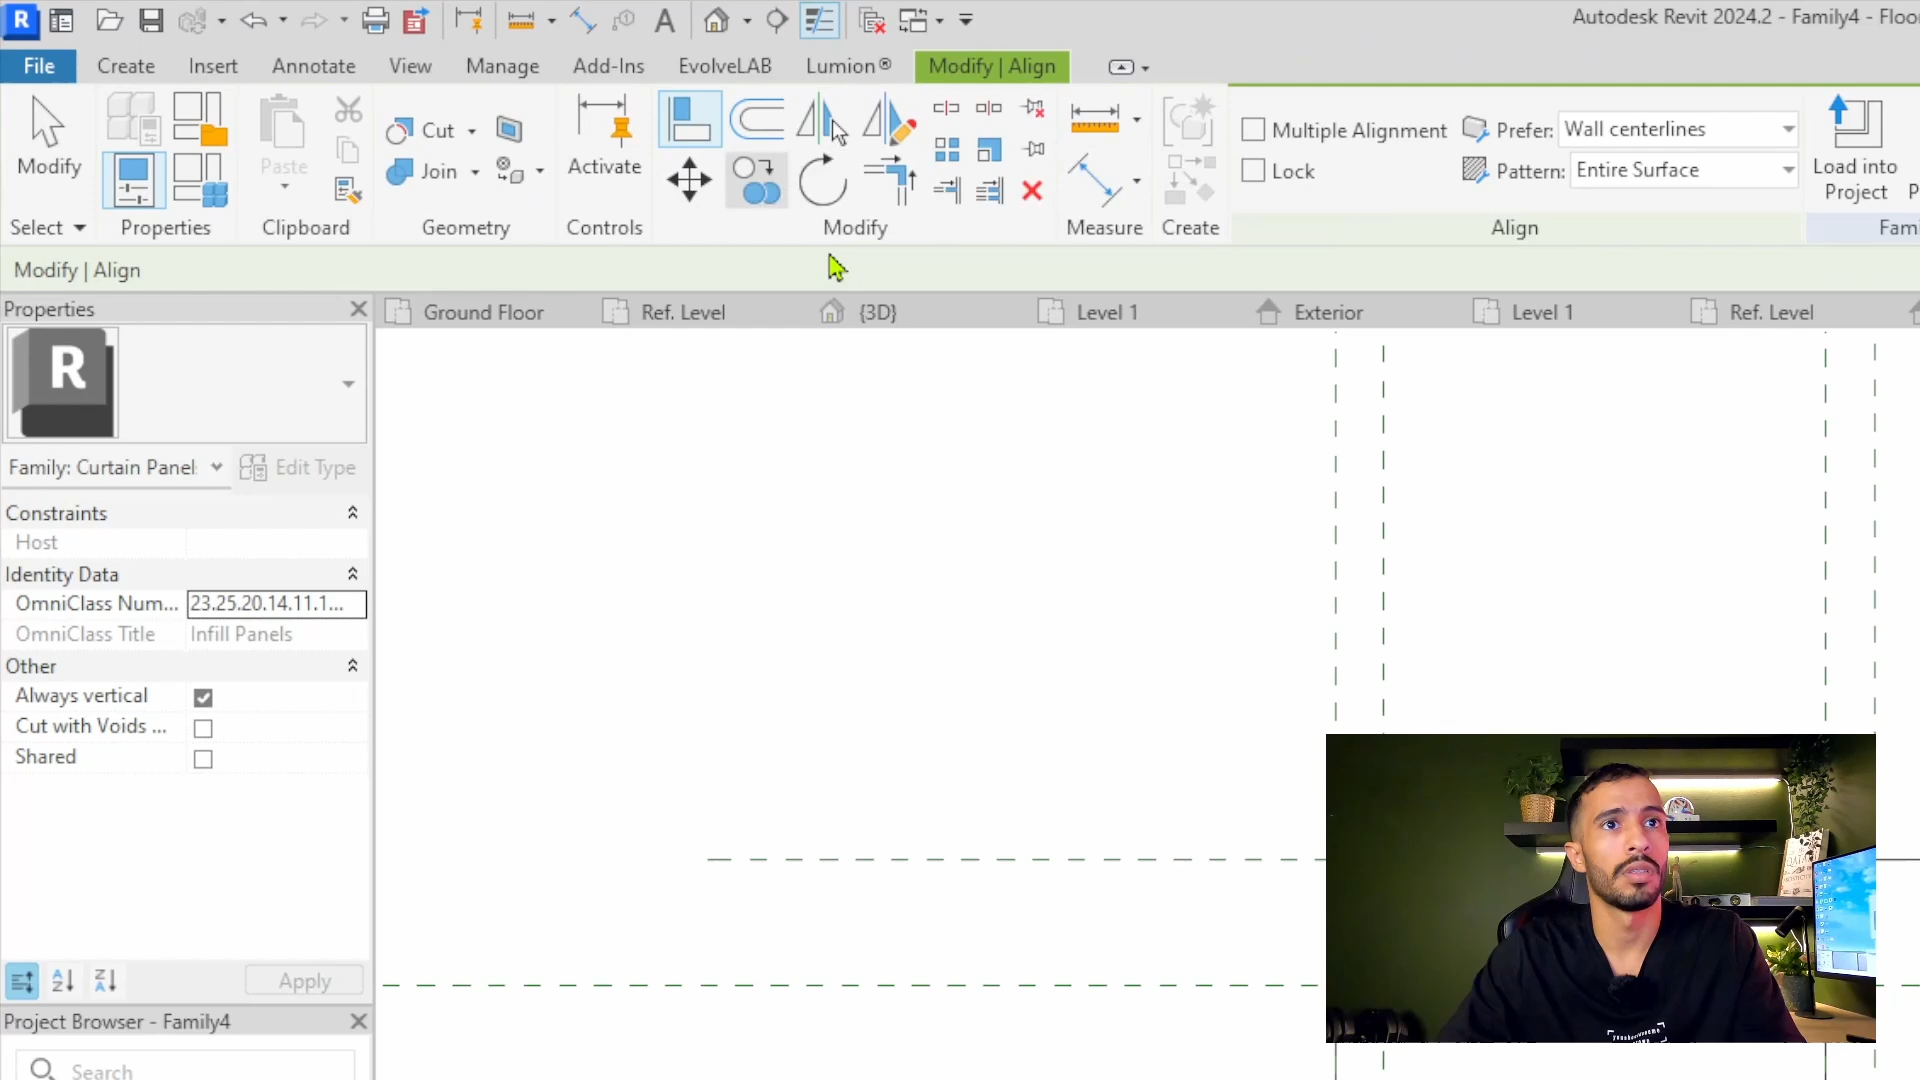 R
Autodesk Revit 2024.2 - Family4 - Floor
File
Create
Insert
Annotate
View
Manage
Add-Ins
EvolveLAB
Lumion®
Modify | Align
Modify
Paste
Cut
Join
Activate
Multiple Alignment
Lock
Prefer:
Wall centerlines
Pattern:
Entire Surface
Load into
Project
P
Select
Properties
Clipboard
Geometry
Controls
Modify
Measure
Create
Align
Fami
Modify | Align
Properties
Ground Floor
Ref. Level
{3D}
Level 1
Exterior
Level 1
Ref. Level
R
Family: Curtain Panel
Edit Type
Constraints
Host
Identity Data
OmniClass Num...
23.25.20.14.11.1...
OmniClass Title
Infill Panels
Other
Always vertical
Cut with Voids ...
Shared
Apply
Project Browser - Family4
Search